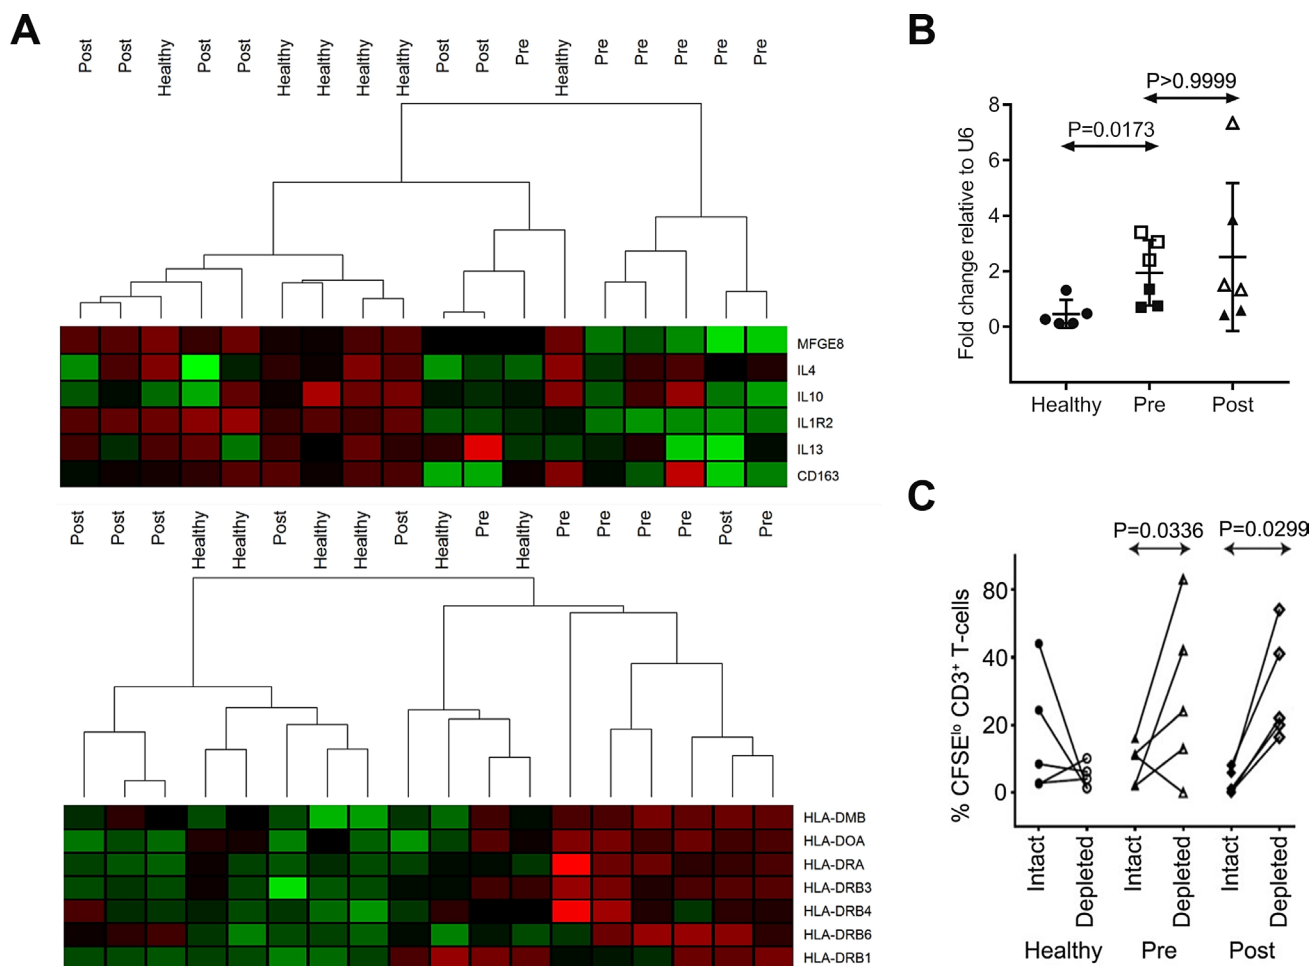 A
Post Post Healthy Post Post Healthy Healthy Healthy Healthy Post Post Pre Healthy Pre Pre Pre Pre Pre
MFGE8
IL4
IL10
IL1R2
IL13
CD163
Post Post Post Healthy Healthy Post Healthy Healthy Post Healthy Pre Healthy Pre Pre Pre Pre Post Pre
HLA-DMB
HLA-DOA
HLA-DRA
HLA-DRB3
HLA-DRB4
HLA-DRB6
HLA-DRB1
B
P>0.9999
P=0.0173
Fold change relative to U6
8
6
4
2
0
Healthy Pre Post
C
P=0.0336 P=0.0299
% CFSElo CD3+ T-cells
80
40
20
0
Intact Depleted Intact Depleted Intact Depleted
Healthy Pre Post